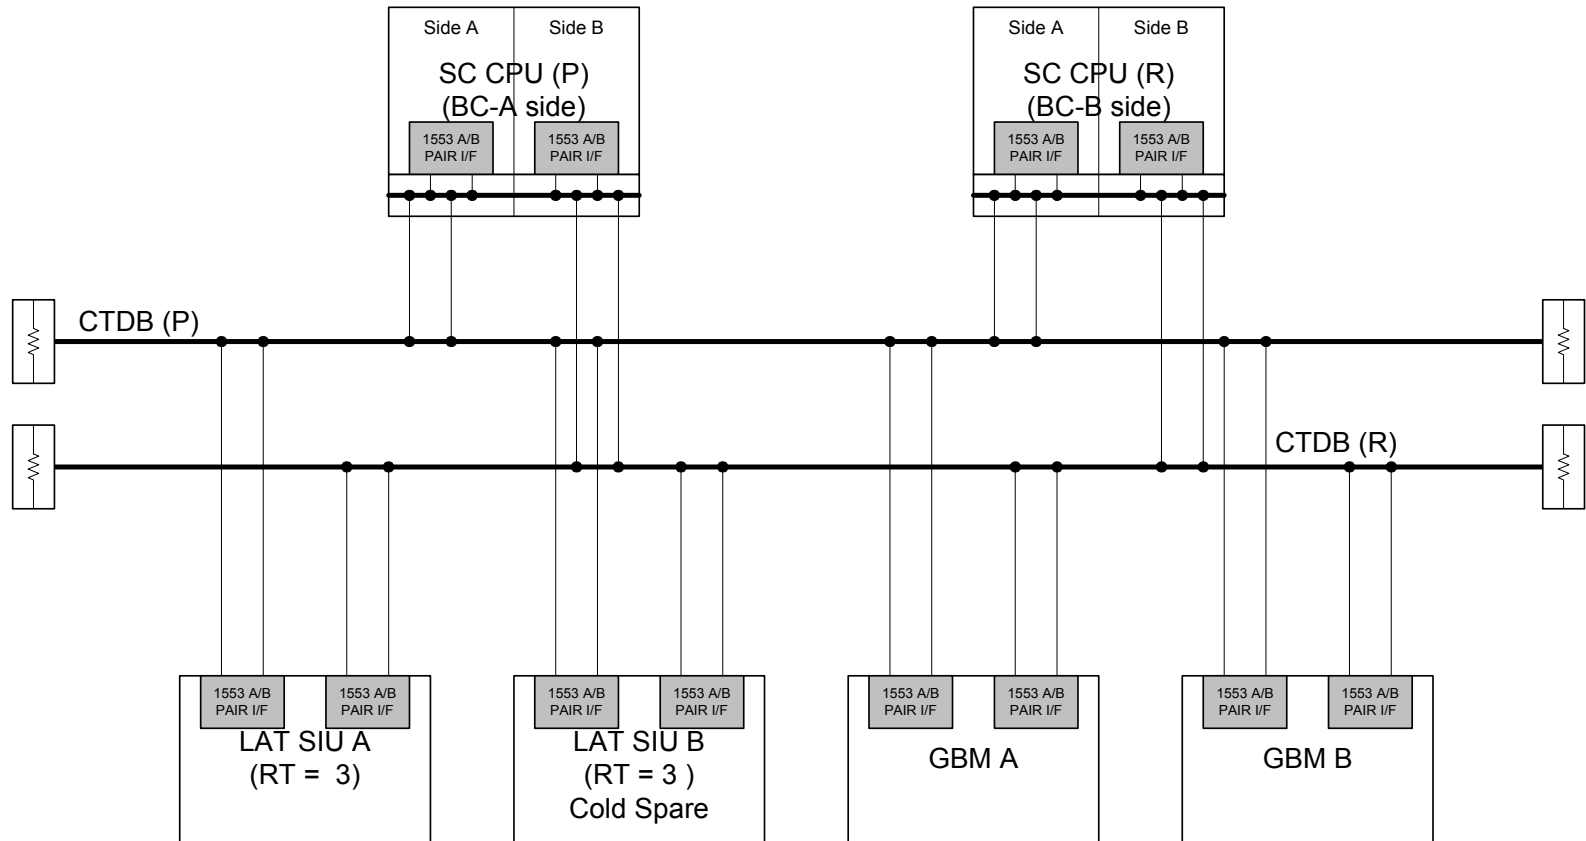 Side A
Side B
SC CPU (P)
(BC-A side)
1553 A/B
PAIR I/F
1553 A/B
PAIR I/F
Side A
Side B
SC CPU (R)
(BC-B side)
1553 A/B
PAIR I/F
1553 A/B
PAIR I/F
CTDB (P)
CTDB (R)
1553 A/B
PAIR I/F
1553 A/B
PAIR I/F
LAT SIU A
(RT = 3)
1553 A/B
PAIR I/F
1553 A/B
PAIR I/F
LAT SIU B
(RT = 3 )
Cold Spare
1553 A/B
PAIR I/F
1553 A/B
PAIR I/F
GBM A
1553 A/B
PAIR I/F
1553 A/B
PAIR I/F
GBM B